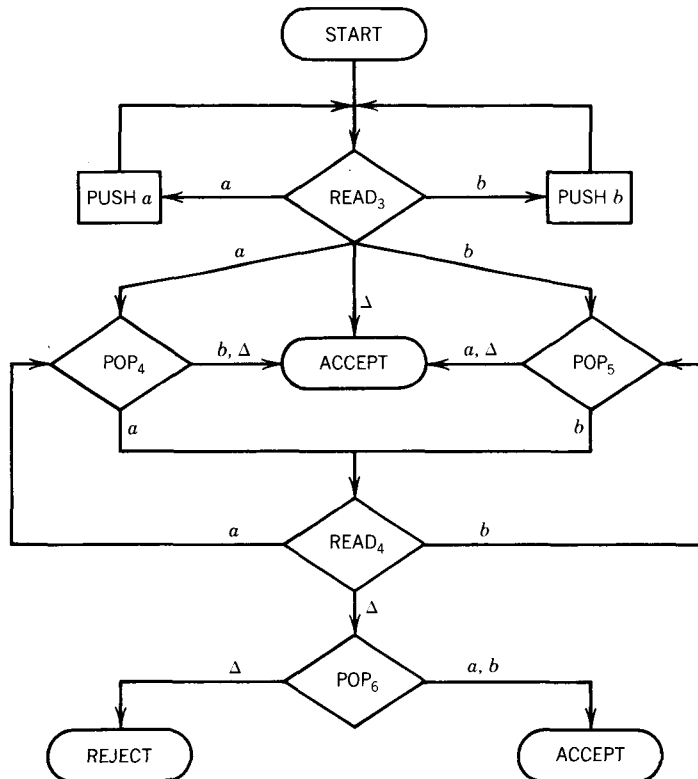 START
PUSH a
a
READ₃
b
PUSH b
a
b
Δ
POP₄
b, Δ
ACCEPT
a, Δ
POP₅
a
b
a
READ₄
b
Δ
Δ
POP₆
a, b
REJECT
ACCEPT